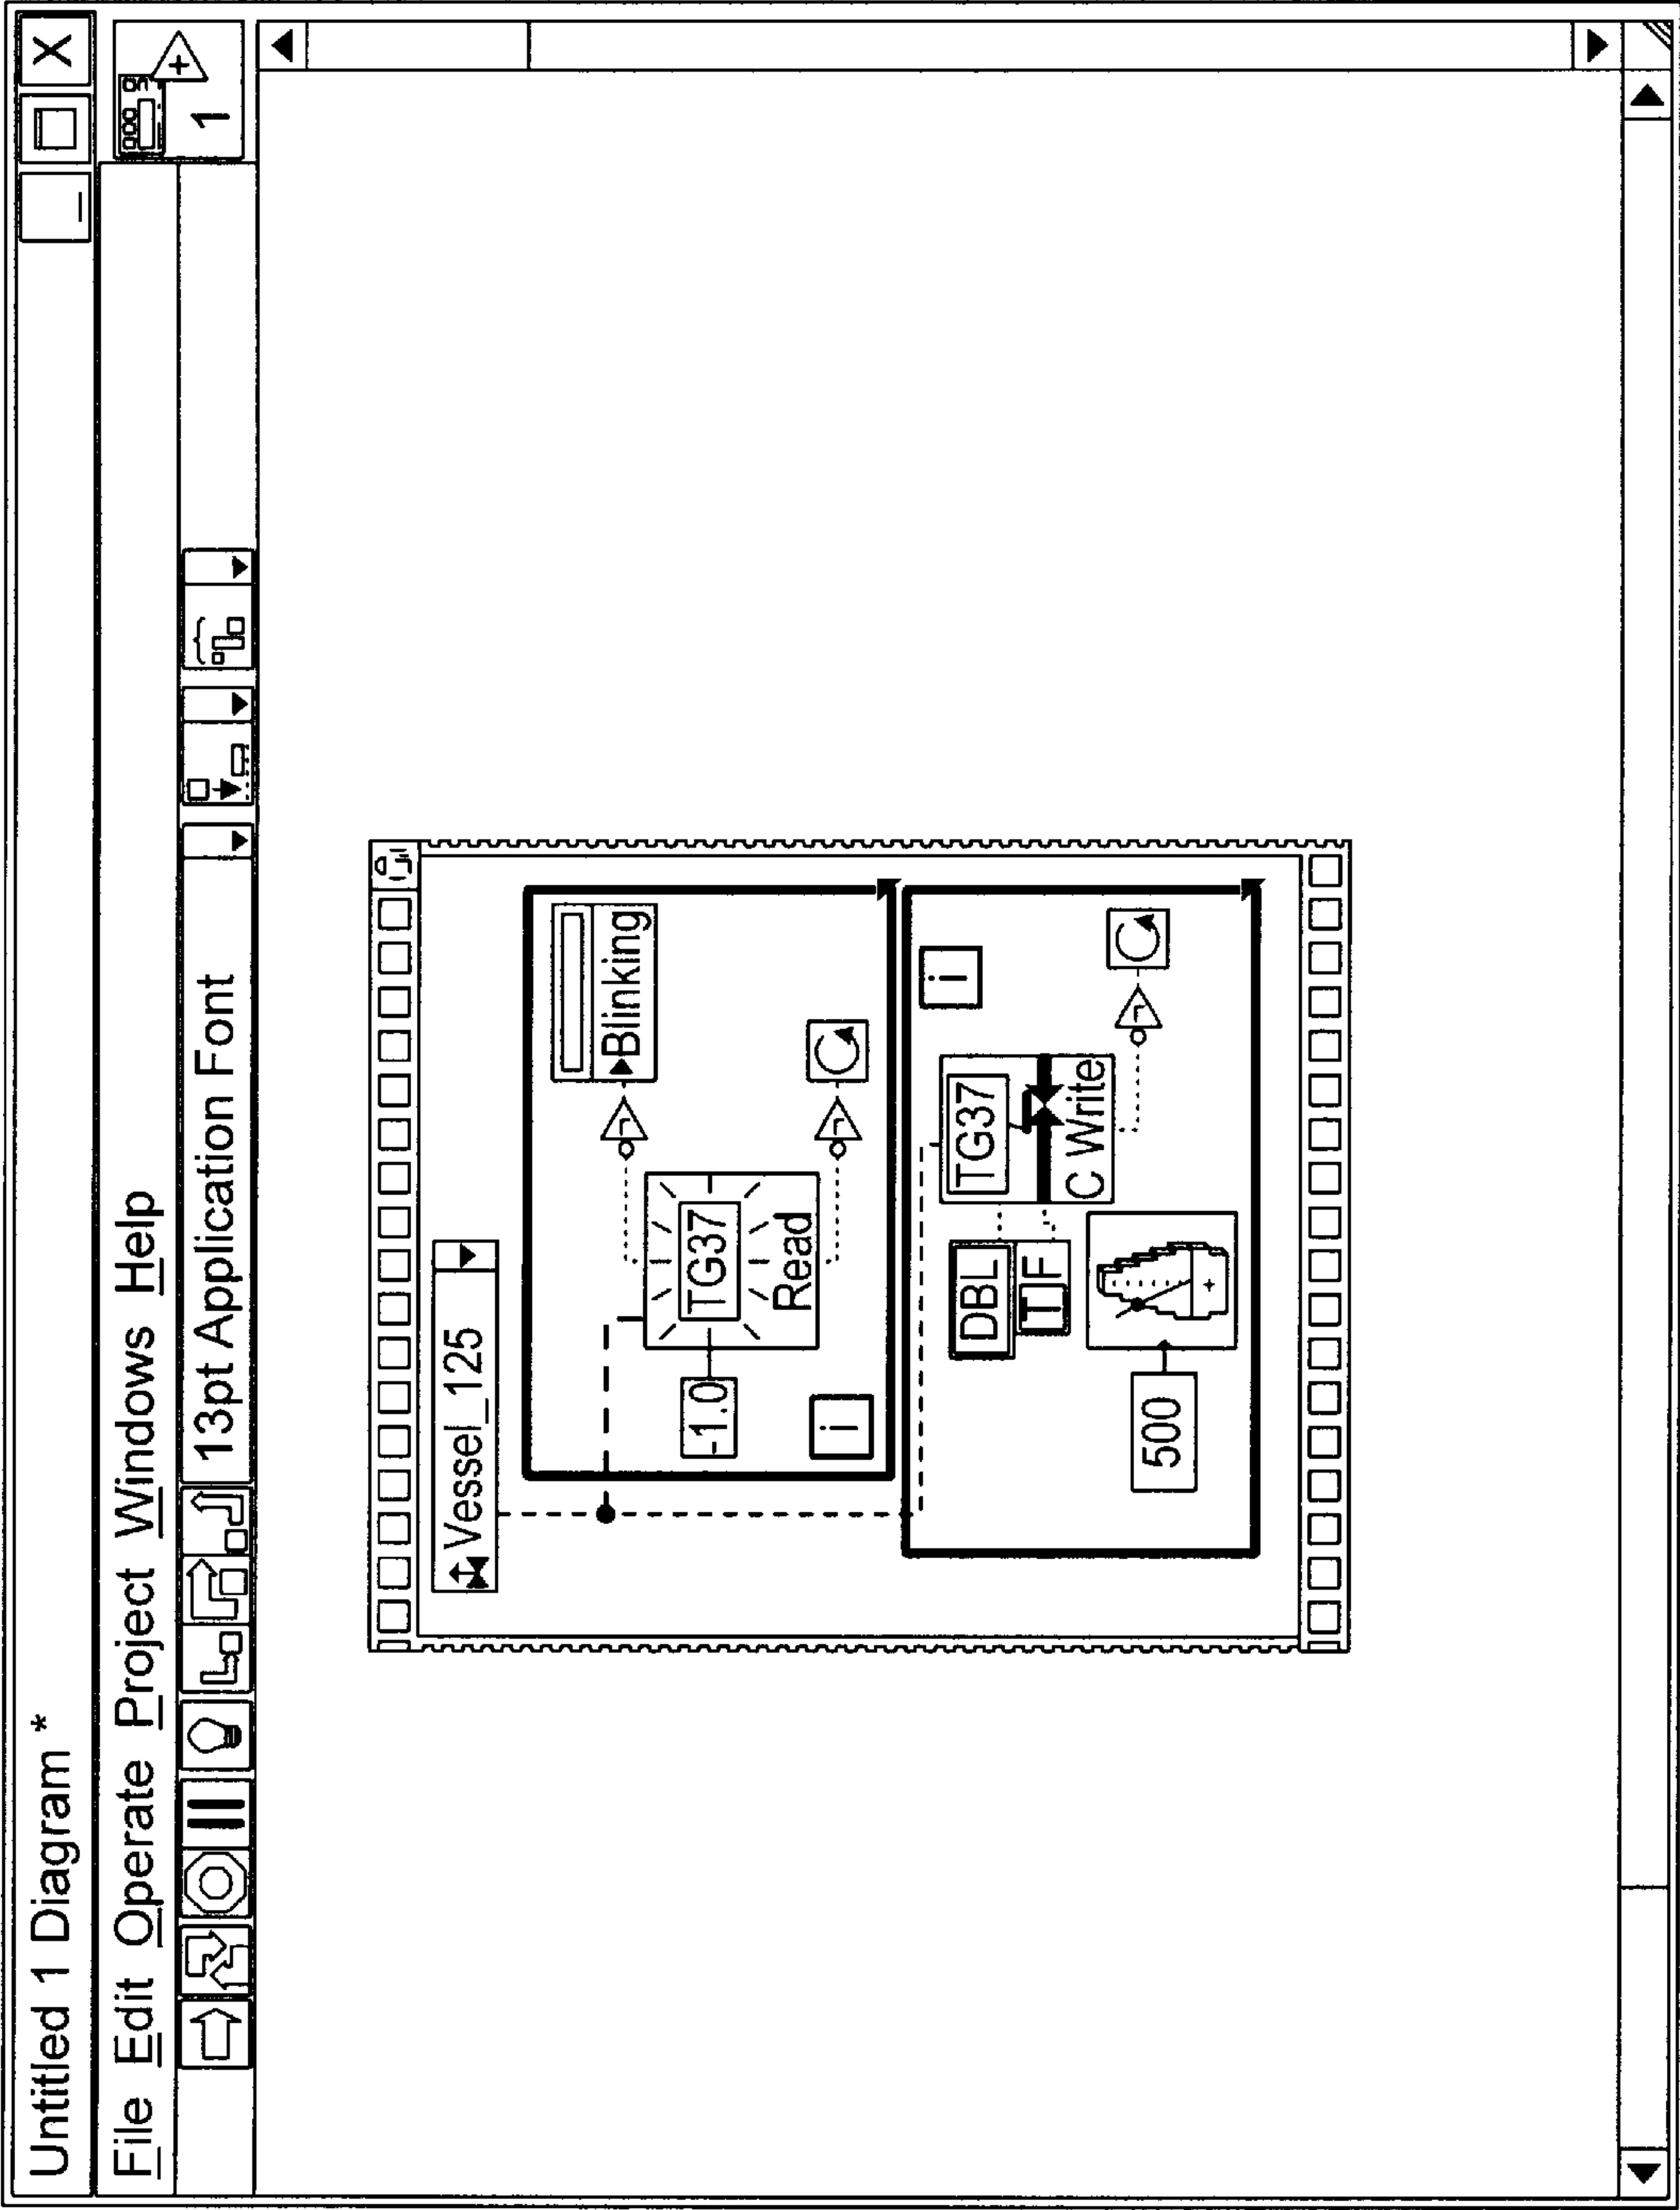 Untitled 1 Diagram *
File Edit Operate Project Windows Help
13pt Application Font
1
Vessel_125
-1.0
TG37
Read
Blinking
i
500
DBL
TF
TG37
C Write
i